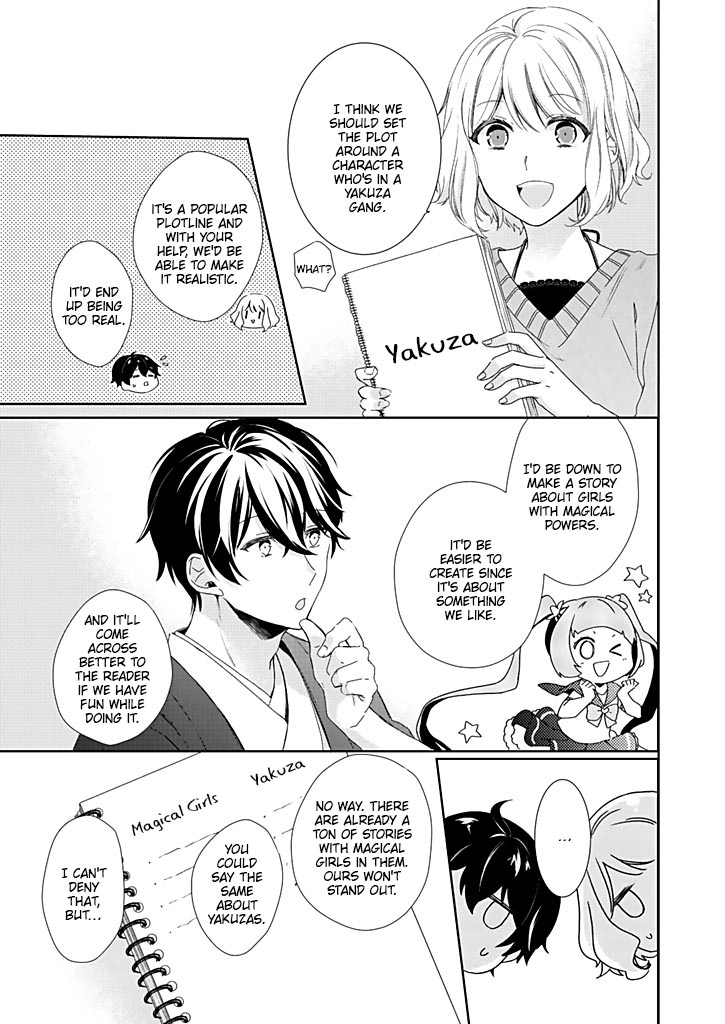 I THINK WE
SHOULD SET
THE PLOT
AROUND A
CHARACTER
WHO'S IN A
YAKUZA
GANG.
WHAT?
Yakuza
IT'S A POPULAR
PLOTLINE AND
WITH YOUR
HELP, WE'D BE
ABLE TO MAKE
IT REALISTIC.
IT'D END
UP BEING
TOO REAL.
I'D BE DOWN TO
MAKE A STORY
ABOUT GIRLS
WITH MAGICAL
POWERS.
IT'D BE
EASIER TO
CREATE SINCE
IT'S ABOUT
SOMETHING
WE LIKE.
AND IT'LL
COME
ACROSS
BETTER TO
THE READER
IF WE HAVE
FUN WHILE
DOING IT.
...
Yakuza
Magical Girls
NO WAY. THERE
ARE ALREADY A
TON OF STORIES
WITH MAGICAL
GIRLS IN THEM.
OURS WON'T
STAND OUT.
YOU
COULD
SAY THE
SAME
ABOUT
YAKUZAS.
I CAN'T
DENY
THAT,
BUT...